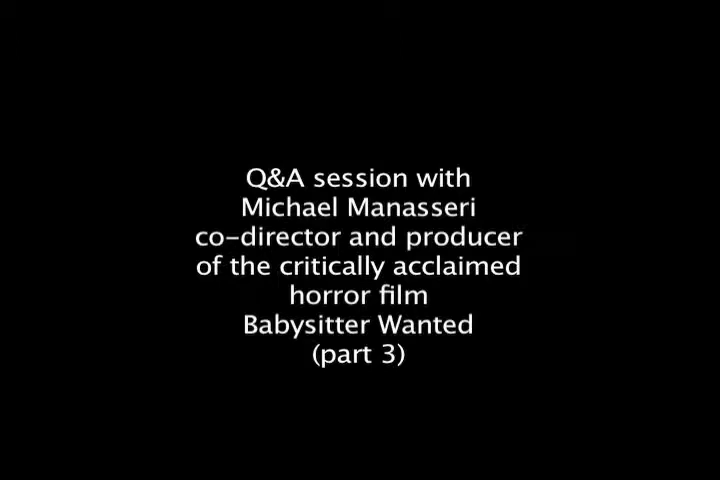 Q&A session with
Michael Manasseri
co-director and producer
of the critically acclaimed
horror film
Babysitter Wanted
(part 3)